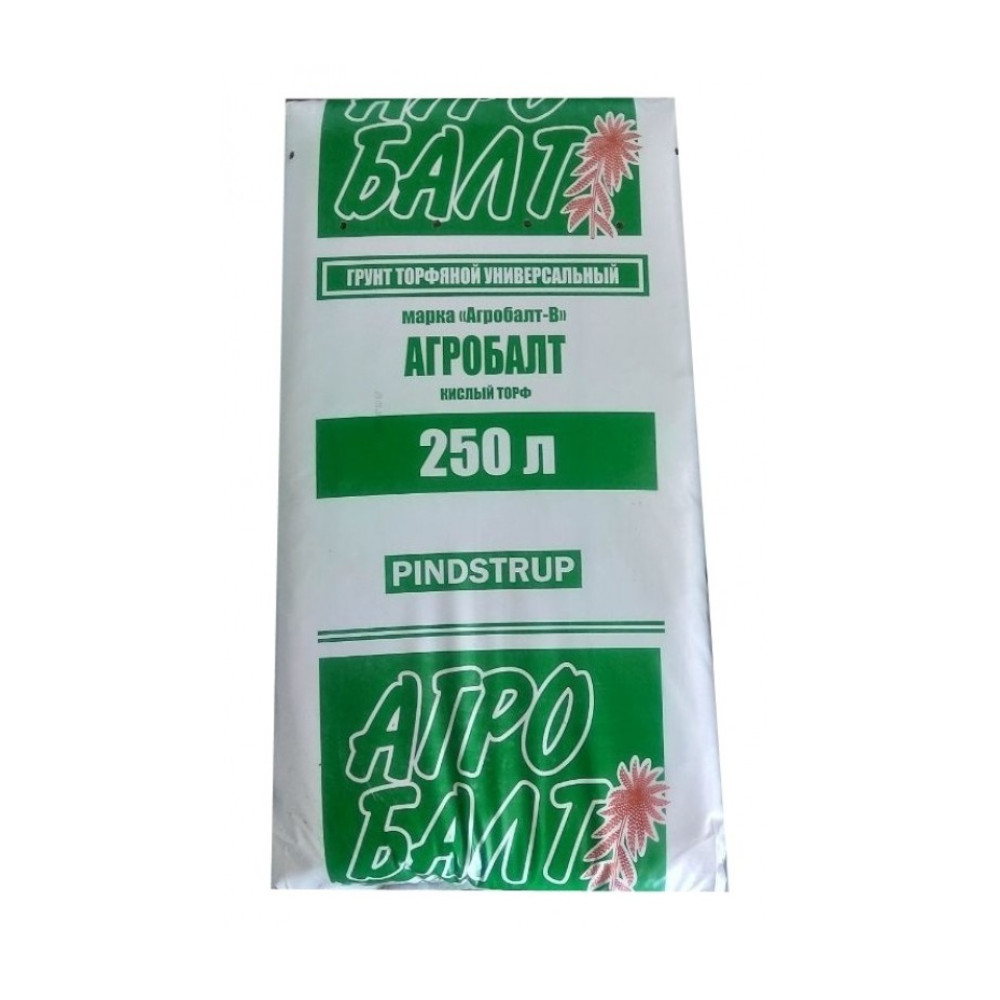 АГРО
БАЛТ
ГРУНТ ТОРФЯНОЙ УНИВЕРСАЛЬНЫЙ
марка «Агробалт-В»
АГРОБАЛТ
КИСЛЫЙ ТОРФ
250 л
PINDSTRUP
АГРО
БАЛТ